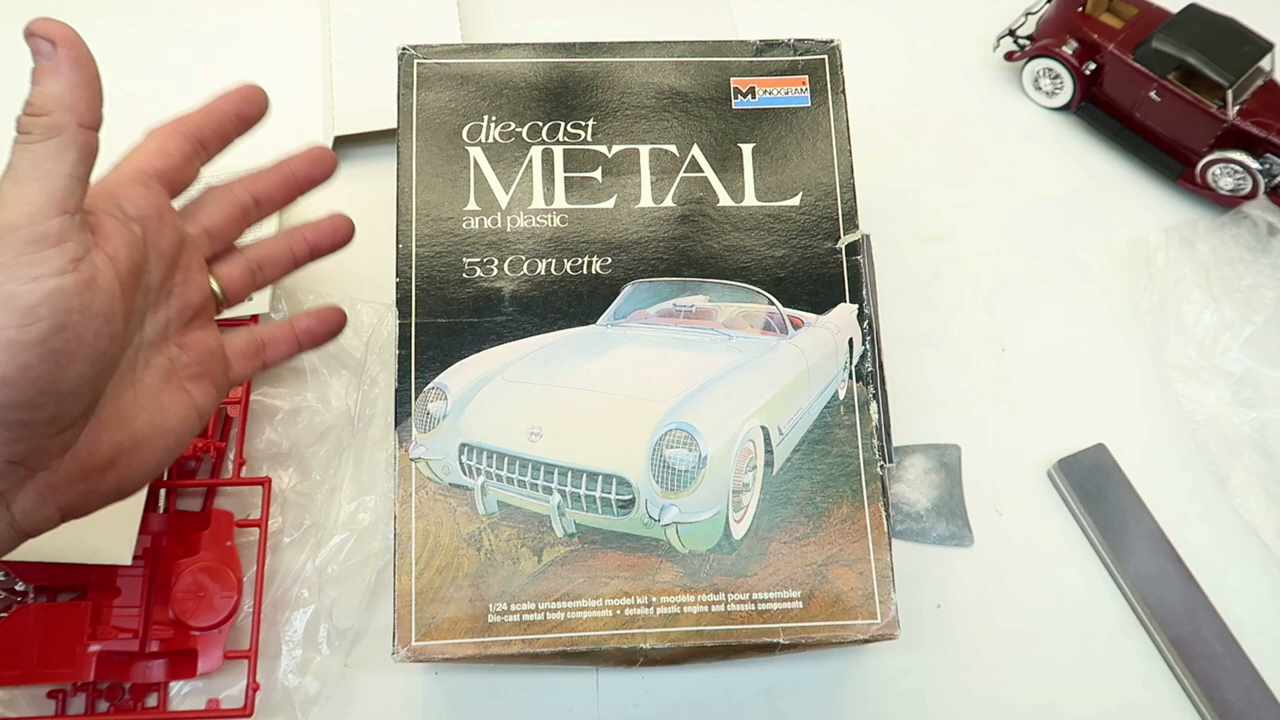 MONOGRAM
die-cast
METAL
and plastic
'53 Corvette
1/24 scale unassembled model kit • modèle réduit pour assembler
Die-cast metal body components • detailed plastic engine and chassis components